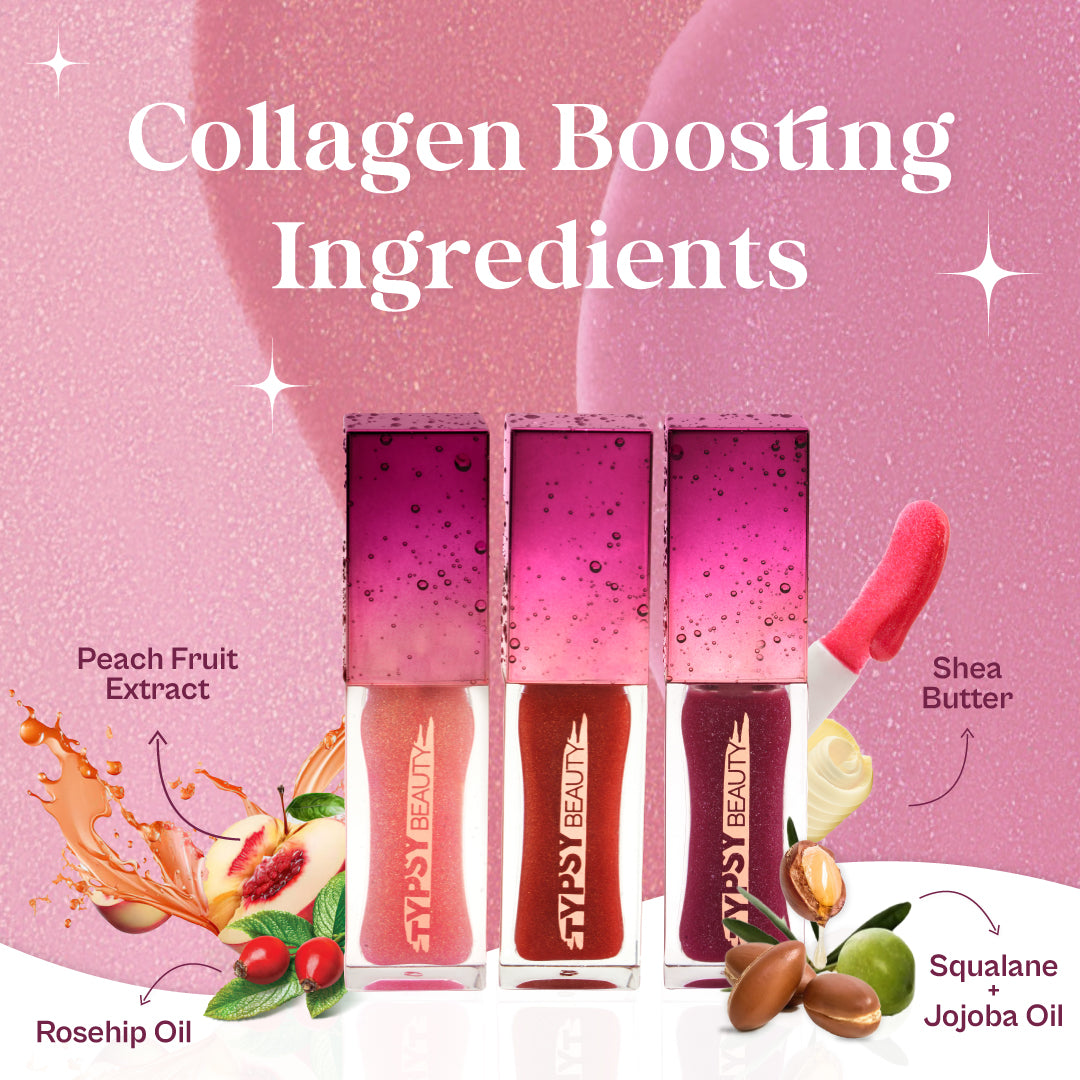 Collagen Boosting
Ingredients
Peach Fruit
Extract
Shea
Butter
TYPSY BEAUTY
TYPSY BEAUTY
TYPSY BEAUTY
Squalane
+
Jojoba Oil
Rosehip Oil